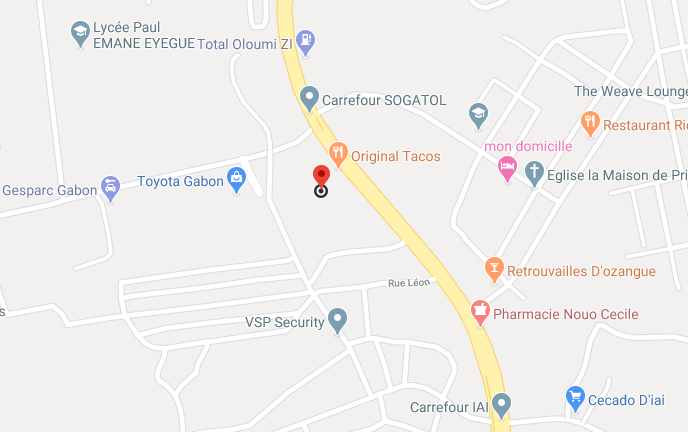 Lycée Paul
EMANE EYEGUE
Total Oloumi ZI
The Weave Lounge
Carrefour SOGATOL
Restaurant Ri
mon domicille
Original Tacos
Eglise la Maison de Pri
Toyota Gabon
Gesparc Gabon
Retrouvailles D'ozangue
Rue Léon
s
Pharmacie Nouo Cecile
VSP Security
Cecado D'iai
Carrefour IAI